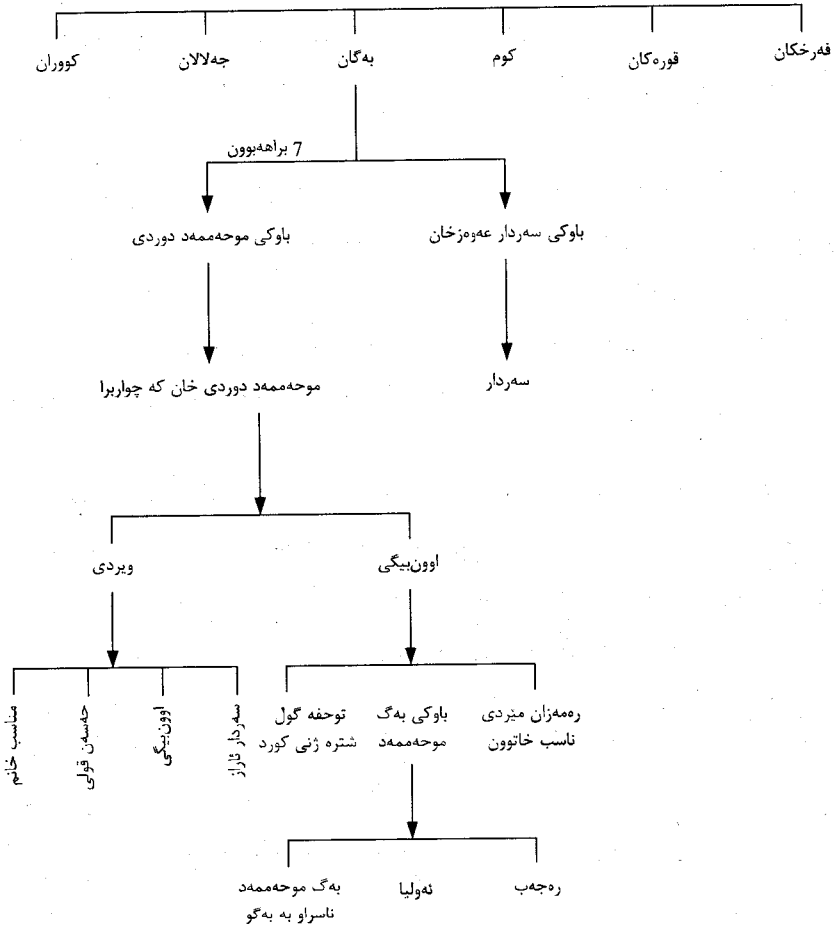 فەرخکان
قورەکان
کوم
بەگان
جەلالان
کووران
7 براهەبوون
باوکی سەردار عەوەزخان
باوکی موحەممەد دوردی
سەردار
موحەممەد دوردی خان کە چواربرا
اوون‌بیگی
ویردی
رەمەزان مێردی
ناسب خاتوون
باوکی بەگ
موحەممەد
توحفە گول
شترە ژنی کورد
سەردار ئاراز
اوون‌بیگی
حەسەن قولی
مناسب خانم
رەجەب
ئەولیا
بەگ موحەممەد
ناسراو بە بەگو